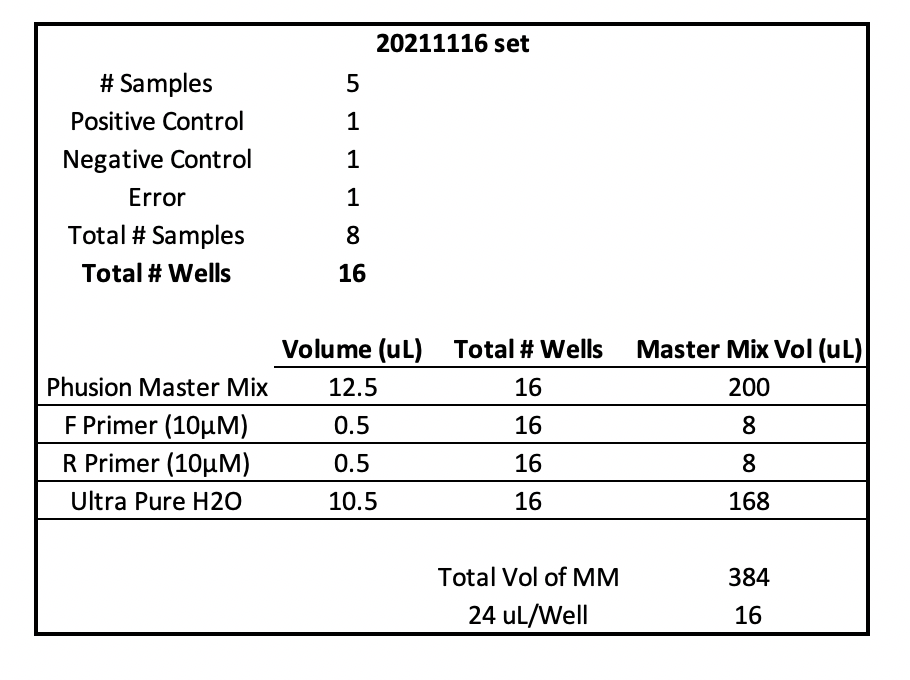 20211116 set
# Samples 5
Positive Control 1
Negative Control 1
Error 1
Total # Samples 8
Total # Wells 16
Volume (uL) Total # Wells Master Mix Vol (uL)
Phusion Master Mix 12.5 16 200
F Primer (10µM) 0.5 16 8
R Primer (10µM) 0.5 16 8
Ultra Pure H2O 10.5 16 168
Total Vol of MM 384
24 uL/Well 16